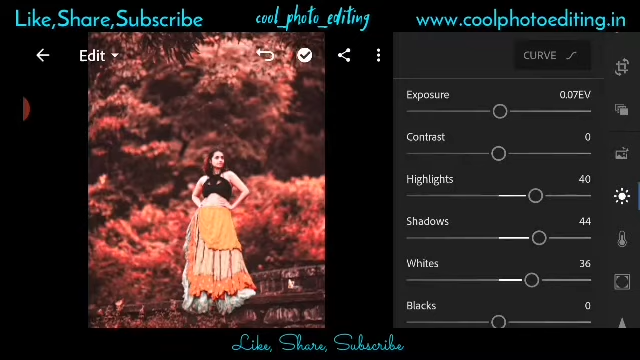 Like,Share,Subscribe
cool_photo_editing
www.coolphotoediting.in
Edit
CURVE
Exposure 0.07EV
Contrast 0
Highlights 40
Shadows 44
Whites 36
Blacks 0
Like, Share, Subscribe